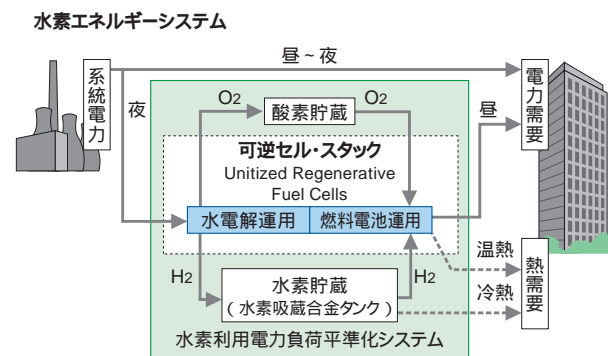 水素エネルギーシステム
昼~夜
系統電力
電力需要
夜
O2
酸素貯蔵
O2
昼
可逆セル・スタック
Unitized Regenerative
Fuel Cells
水電解運用
燃料電池運用
温熱
H2
水素貯蔵
(水素吸蔵合金タンク)
H2
冷熱
熱需要
水素利用電力負荷平準化システム